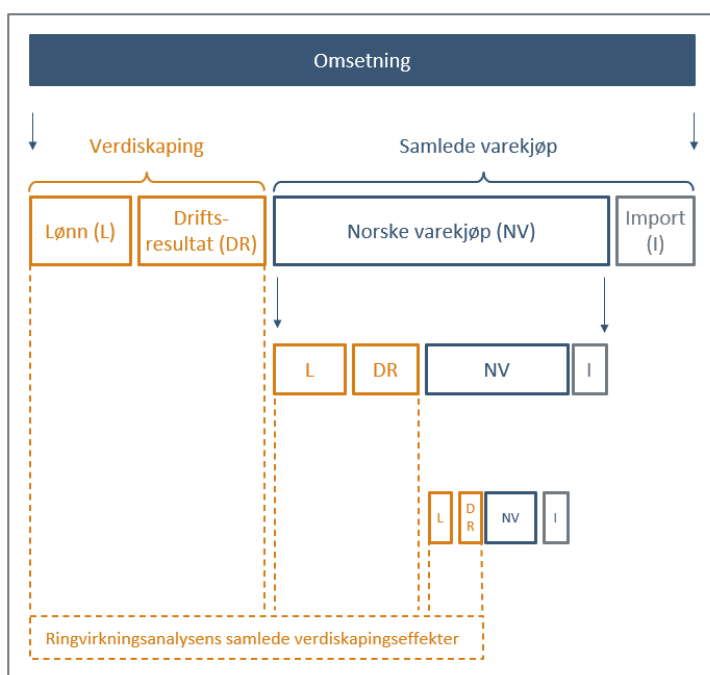 Omsetning
Verdiskaping
Samlede varekjøp
Lønn (L)
Drifts-
resultat (DR)
Norske varekjøp (NV)
Import
(I)
L
DR
NV
I
L
D
R
NV
I
Ringvirkningsanalysens samlede verdiskapingseffekter